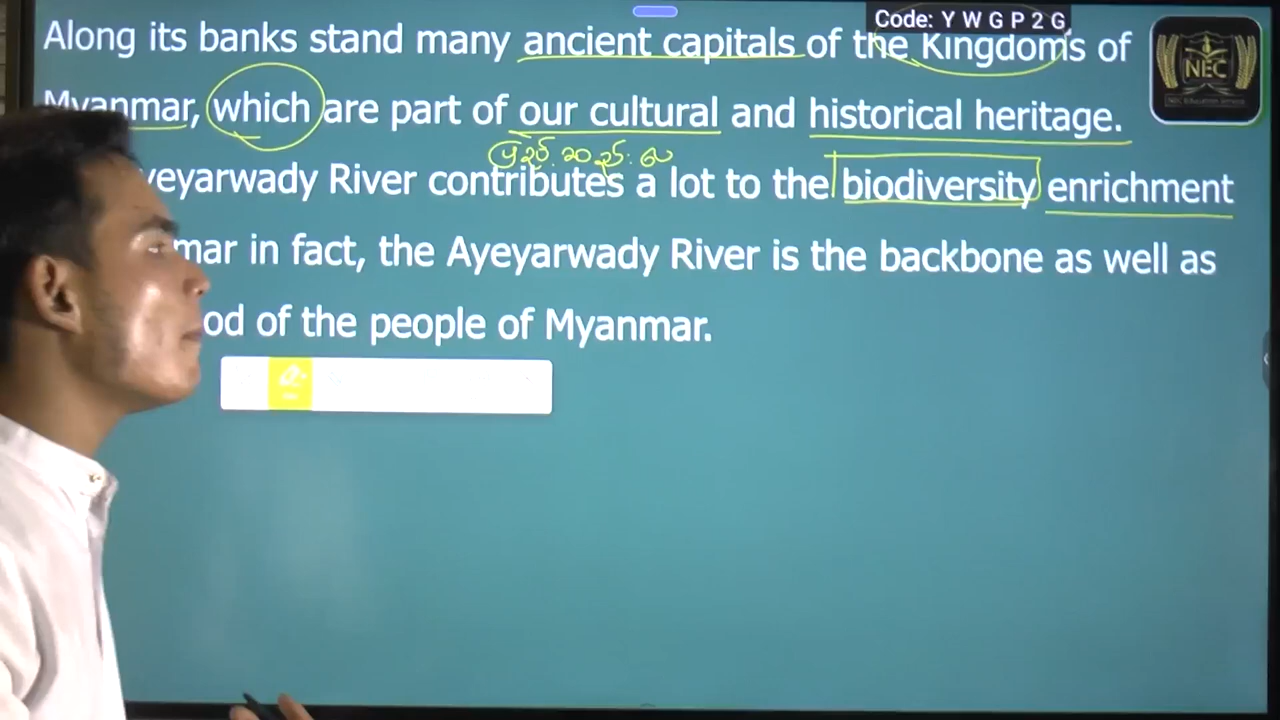 Code: Y W G P 2 G
Along its banks stand many ancient capitals of the Kingdoms of
Myanmar, which are part of our cultural and historical heritage.
yeyarwady River contributes a lot to the biodiversity enrichment
mar in fact, the Ayeyarwady River is the backbone as well as
od of the people of Myanmar.
NEC